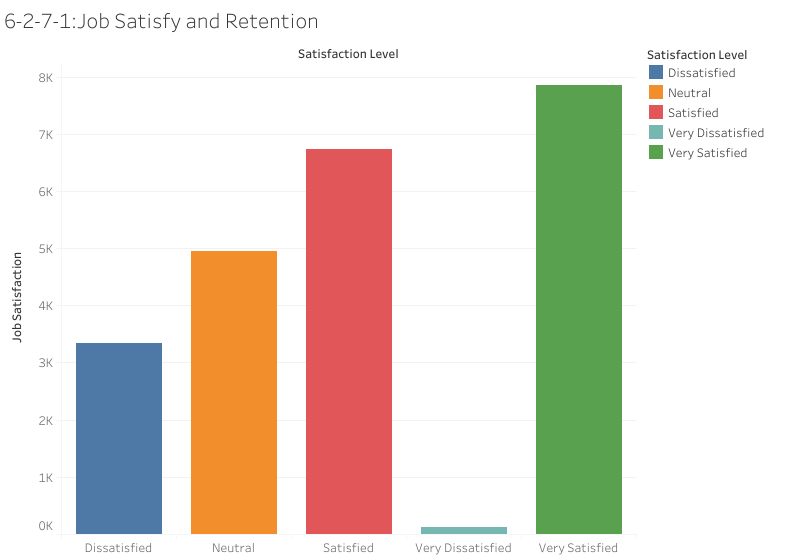 6-2-7-1:Job Satisfy and Retention
Satisfaction Level
Satisfaction Level
Dissatisfied
Neutral
Satisfied
Very Dissatisfied
Very Satisfied
Job Satisfaction
8K
7K
6K
5K
4K
3K
2K
1K
0K
Dissatisfied Neutral Satisfied Very Dissatisfied Very Satisfied